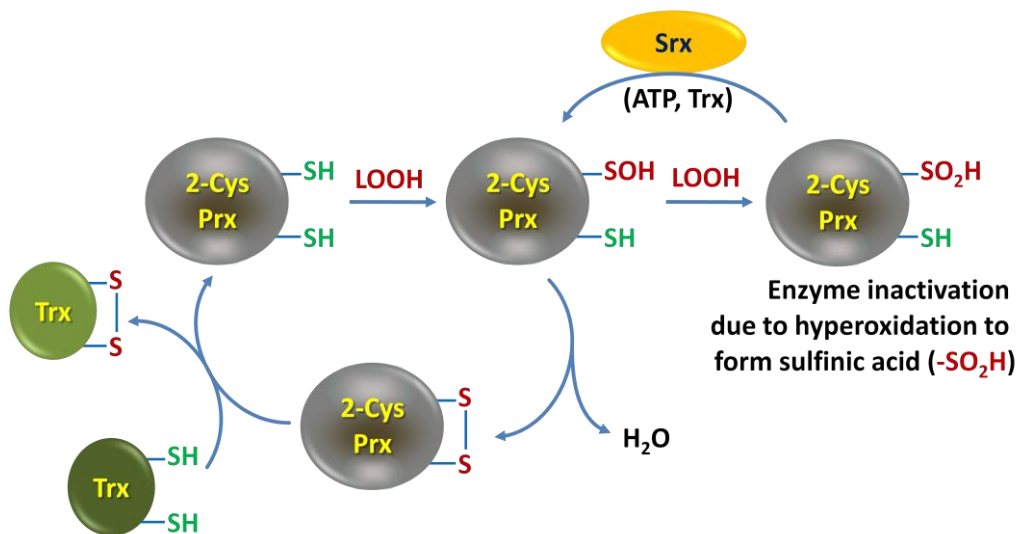 Srx
(ATP, Trx)
2-Cys
Prx
SH
SH
LOOH
2-Cys
Prx
SOH
SH
LOOH
2-Cys
Prx
SO₂H
SH
Enzyme inactivation
due to hyperoxidation to
form sulfinic acid (-SO₂H)
Trx
S
S
2-Cys
Prx
S
S
H₂O
Trx
SH
SH